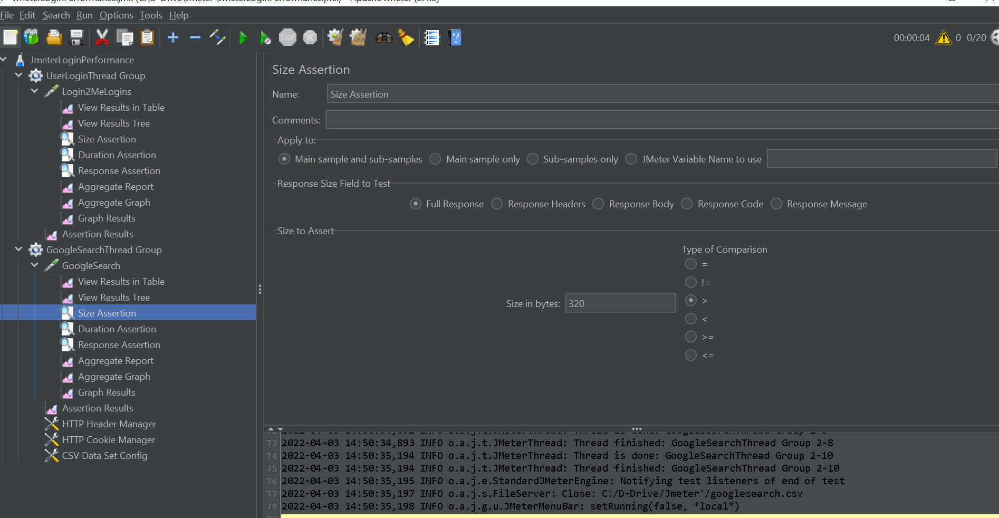 JmeterLoginPerformance.jmx (C:\D-Drive\Jmeter'\JmeterLoginPerformance.jmx) - Apache JMeter
File Edit Search Run Options Tools Help
STOP
?
00:00:04 0 0/20
JmeterLoginPerformance
UserLoginThread Group
Login2MeLogins
View Results in Table
View Results Tree
Size Assertion
Duration Assertion
Response Assertion
Aggregate Report
Aggregate Graph
Graph Results
Assertion Results
GoogleSearchThread Group
GoogleSearch
View Results in Table
View Results Tree
Size Assertion
Duration Assertion
Response Assertion
Aggregate Report
Aggregate Graph
Graph Results
Assertion Results
HTTP Header Manager
HTTP Cookie Manager
CSV Data Set Config
Size Assertion
Name: Size Assertion
Comments:
Apply to:
Main sample and sub-samples Main sample only Sub-samples only JMeter Variable Name to use
Response Size Field to Test
Full Response Response Headers Response Body Response Code Response Message
Size to Assert
Type of Comparison
=
!=
Size in bytes: 320
>
<
>=
<=
73 2022-04-03 14:50:34,893 INFO o.a.j.t.JMeterThread: Thread finished: GoogleSearchThread Group 2-8
74 2022-04-03 14:50:35,194 INFO o.a.j.t.JMeterThread: Thread is done: GoogleSearchThread Group 2-10
75 2022-04-03 14:50:35,194 INFO o.a.j.t.JMeterThread: Thread finished: GoogleSearchThread Group 2-10
76 2022-04-03 14:50:35,195 INFO o.a.j.e.StandardJMeterEngine: Notifying test listeners of end of test
77 2022-04-03 14:50:35,197 INFO o.a.j.s.FileServer: Close: C:/D-Drive/Jmeter'/googlesearch.csv
78 2022-04-03 14:50:35,198 INFO o.a.j.g.u.JMeterMenuBar: setRunning(false, *local*)